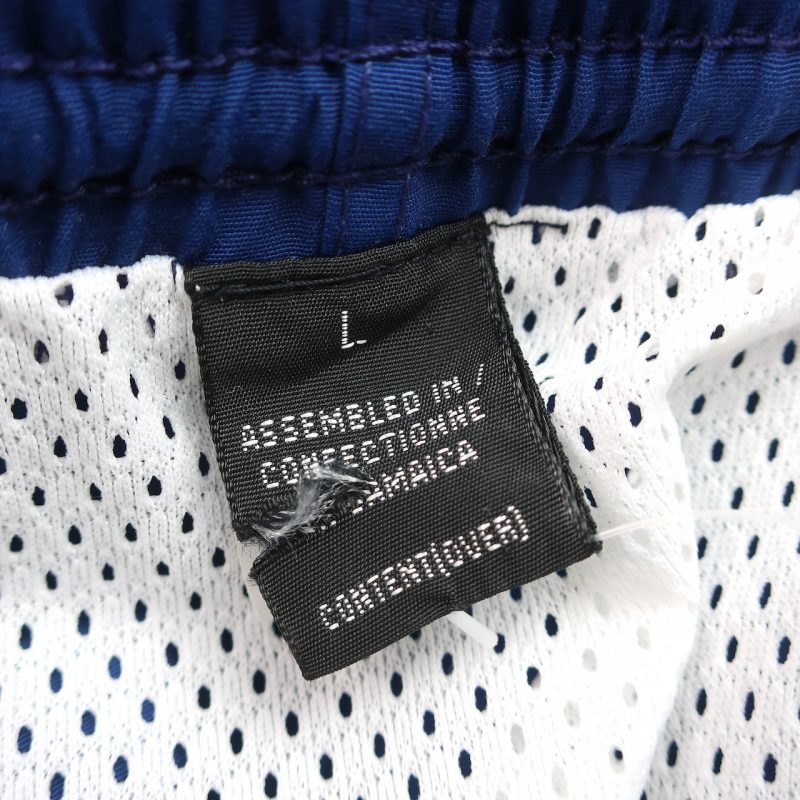 L
ASSEMBLED IN /
CONFECTIONNE
JAMAICA
CONTENT(OVER)